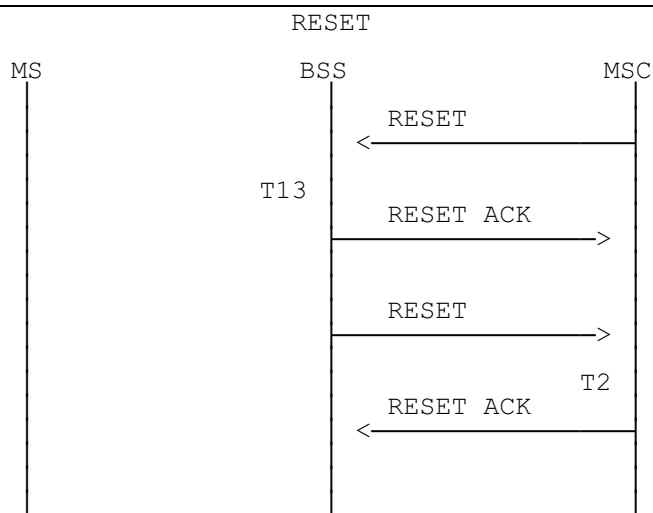 RESET
MS BSS MSC
RESET
T13
RESET ACK
RESET
T2
RESET ACK